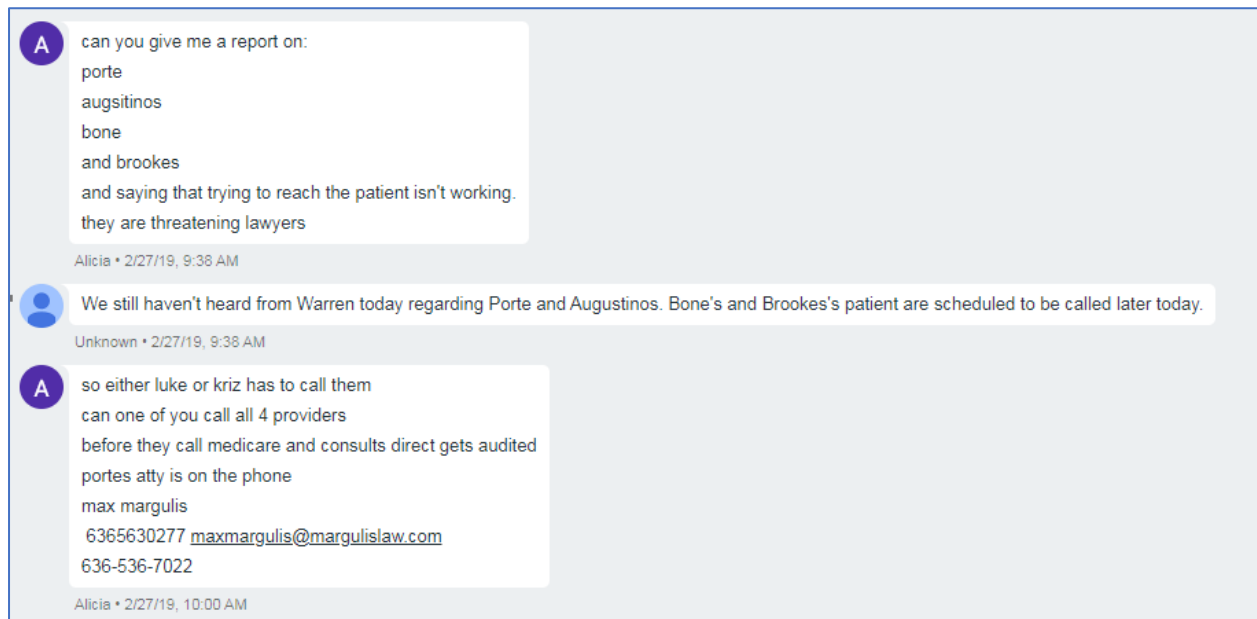 A
can you give me a report on:
porte
augsitinos
bone
and brookes
and saying that trying to reach the patient isn't working.
they are threatening lawyers
Alicia • 2/27/19, 9:38 AM
We still haven't heard from Warren today regarding Porte and Augustinos. Bone's and Brookes's patient are scheduled to be called later today.
Unknown • 2/27/19, 9:38 AM
A
so either luke or kriz has to call them
can one of you call all 4 providers
before they call medicare and consults direct gets audited
portes atty is on the phone
max margulis
6365630277 maxmargulis@margulislaw.com
636-536-7022
Alicia • 2/27/19, 10:00 AM